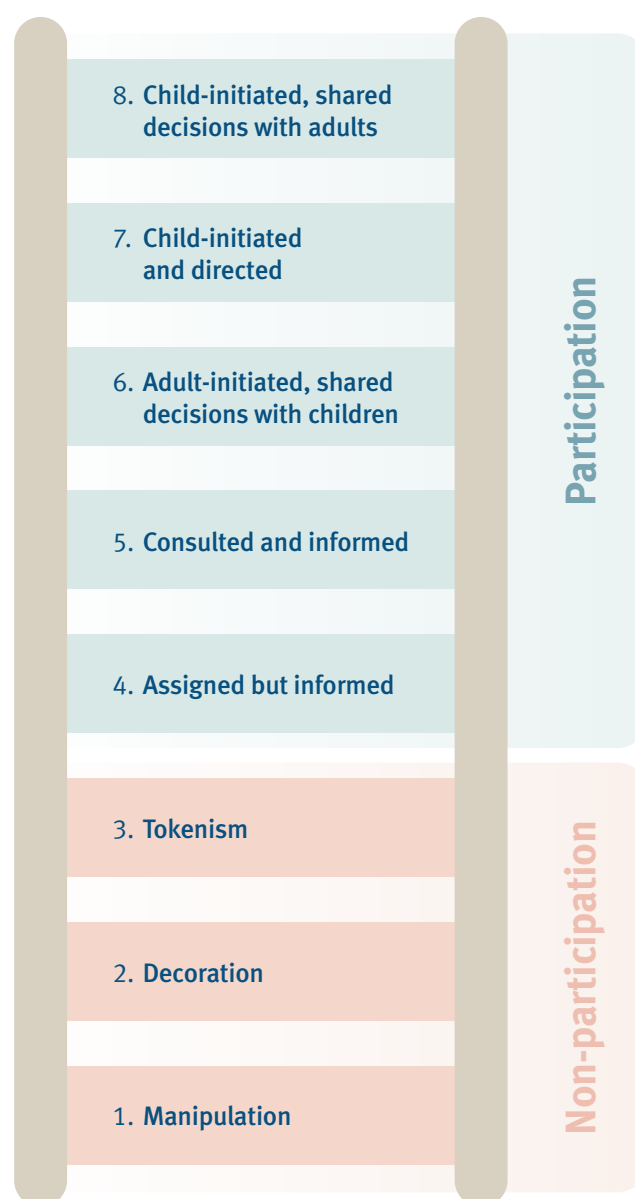 8. Child-initiated, shared
decisions with adults
7. Child-initiated
and directed
6. Adult-initiated, shared
decisions with children
5. Consulted and informed
4. Assigned but informed
Participation
3. Tokenism
2. Decoration
1. Manipulation
Non-participation